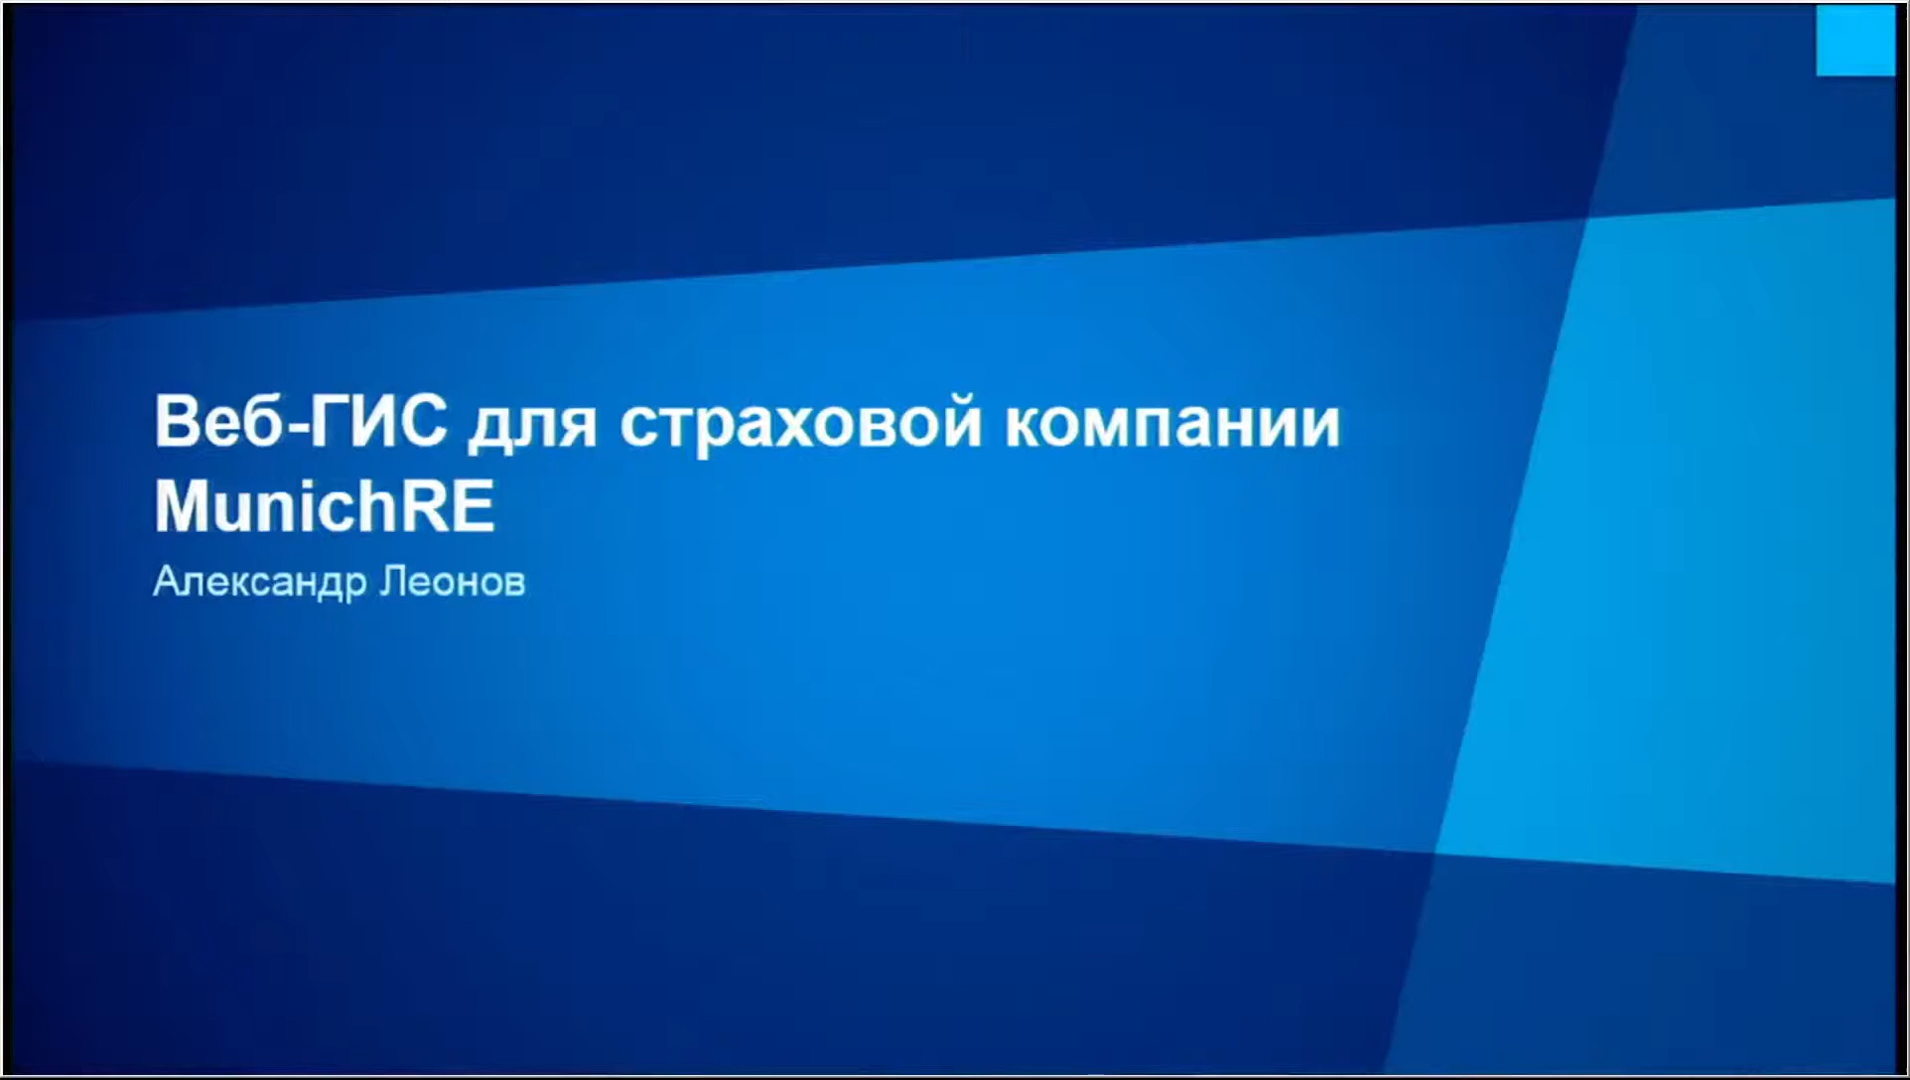 Веб-ГИС для страховой компании
MunichRE
Александр Леонов